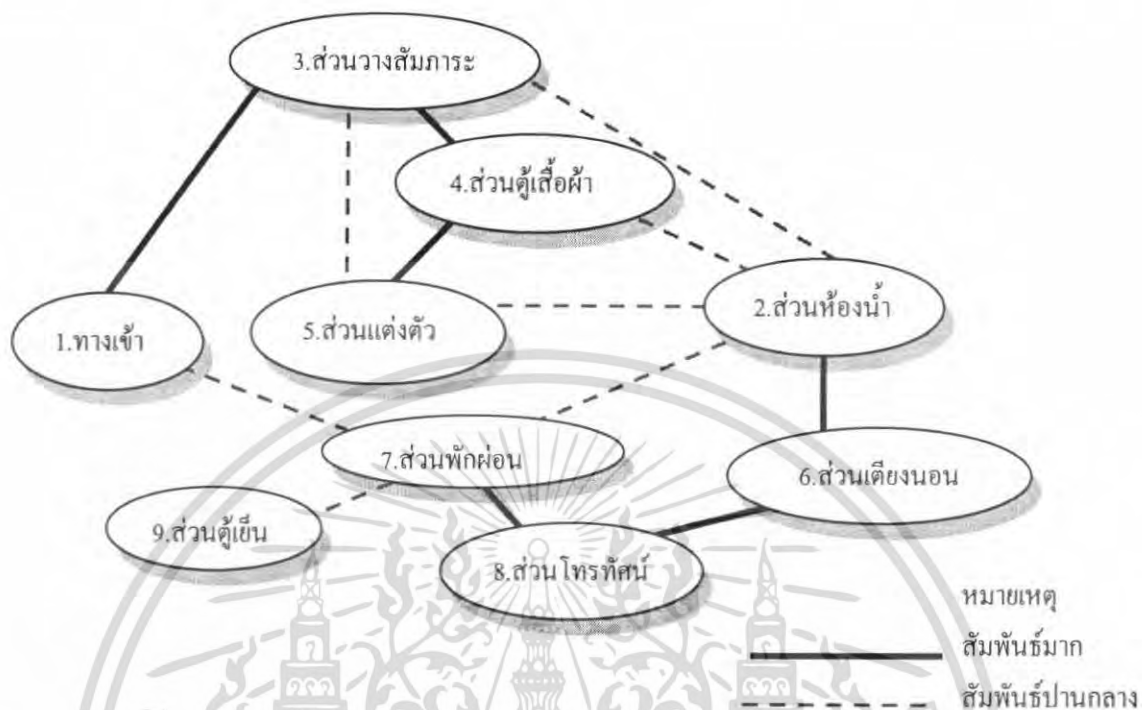 3.ส่วนวางสัมภาระ
4.ส่วนตู้เสื้อผ้า
2.ส่วนห้องน้ำ
5.ส่วนแต่งตัว
1.ทางเข้า
7.ส่วนพักผ่อน
6.ส่วนเตียงนอน
9.ส่วนตู้เย็น
8.ส่วนโทรทัศน์
หมายเหตุ
สัมพันธ์มาก
สัมพันธ์ปานกลาง